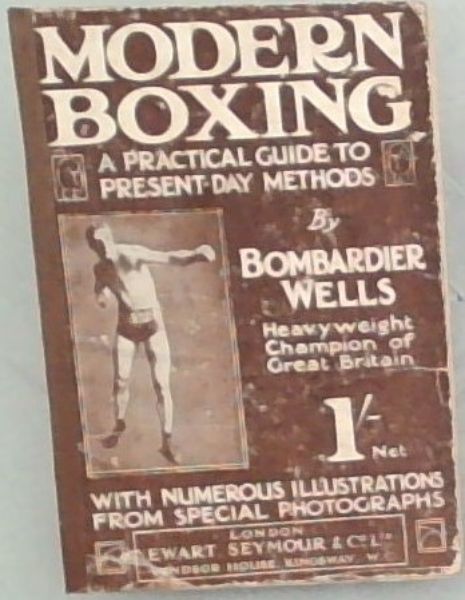 MODERN
BOXING
A PRACTICAL GUIDE TO
PRESENT-DAY METHODS
By
BOMBARDIER
WELLS
Heavyweight
Champion of
Great Britain
1/- Net
WITH NUMEROUS ILLUSTRATIONS
FROM SPECIAL PHOTOGRAPHS
LONDON
EWART SEYMOUR & Co. LTD
WINDSOR HOUSE KINGSWAY W.C.